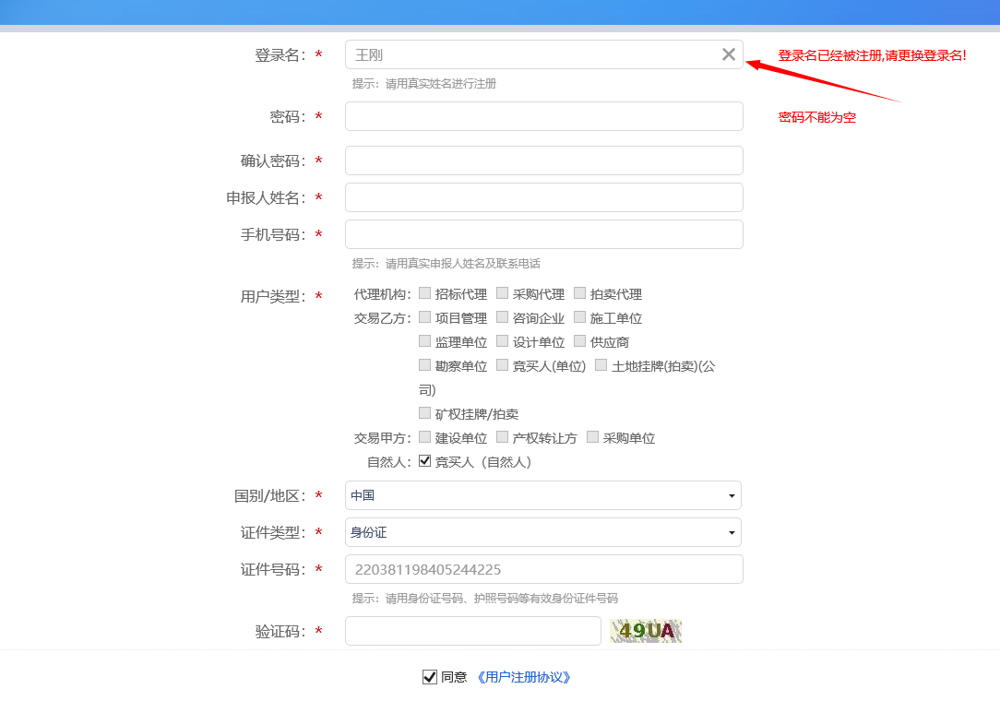 登录名: * 王刚 登录名已经被注册,请更换登录名!
提示: 请用真实姓名进行注册
密码: * 密码不能为空
确认密码: *
申报人姓名: *
手机号码: *
提示: 请用真实申报人姓名及联系电话
用户类型: * 代理机构: 招标代理 采购代理 拍卖代理
交易乙方: 项目管理 咨询企业 施工单位
监理单位 设计单位 供应商
勘察单位 竞买人(单位) 土地挂牌(拍卖)(公
司)
矿权挂牌/拍卖
交易甲方: 建设单位 产权转让方 采购单位
自然人: 竞买人（自然人）
国别/地区: * 中国
证件类型: * 身份证
证件号码: * 220381198405244225
提示: 请用身份证号码、护照号码等有效身份证件号码
验证码: * 49UA
同意 《用户注册协议》